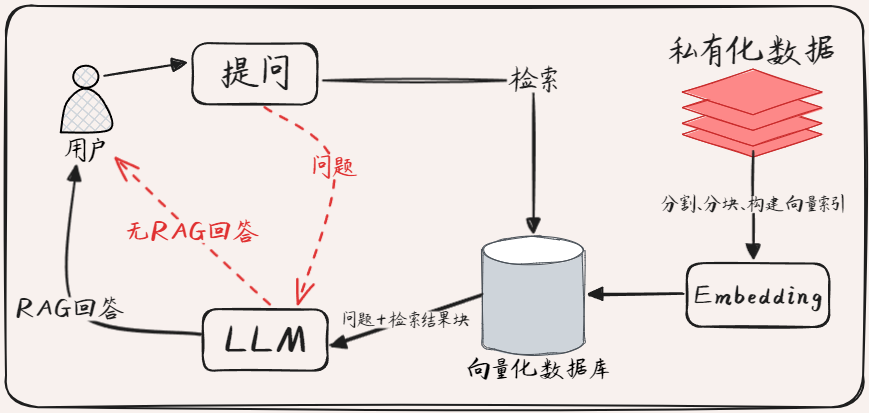 私有化数据
提问
检索
用户
问题
分割、分块、构建向量索引
无RAG回答
Embedding
RAG回答
问题+检索结果块
LLM
向量化数据库